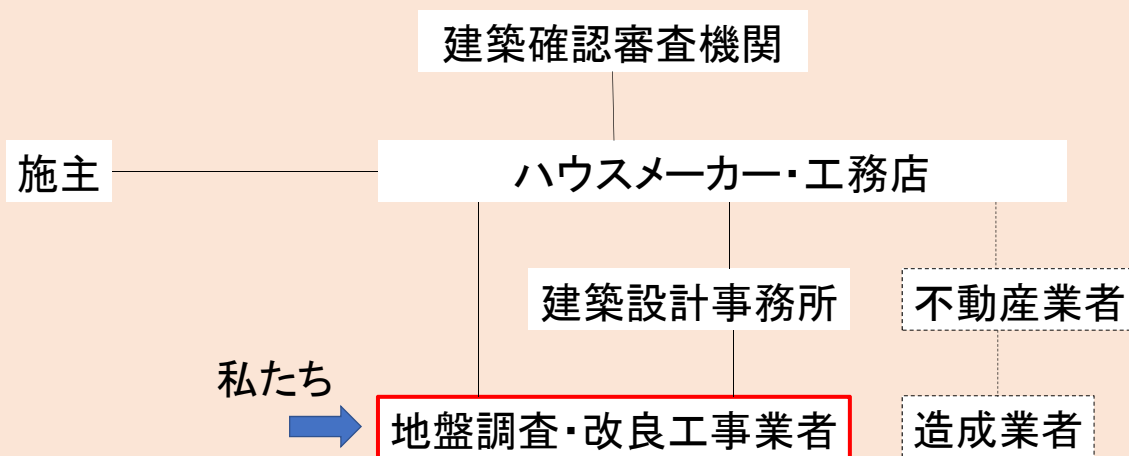 建築確認審査機関
施主
ハウスメーカー・工務店
建築設計事務所
不動産業者
私たち
地盤調査・改良工事業者
造成業者